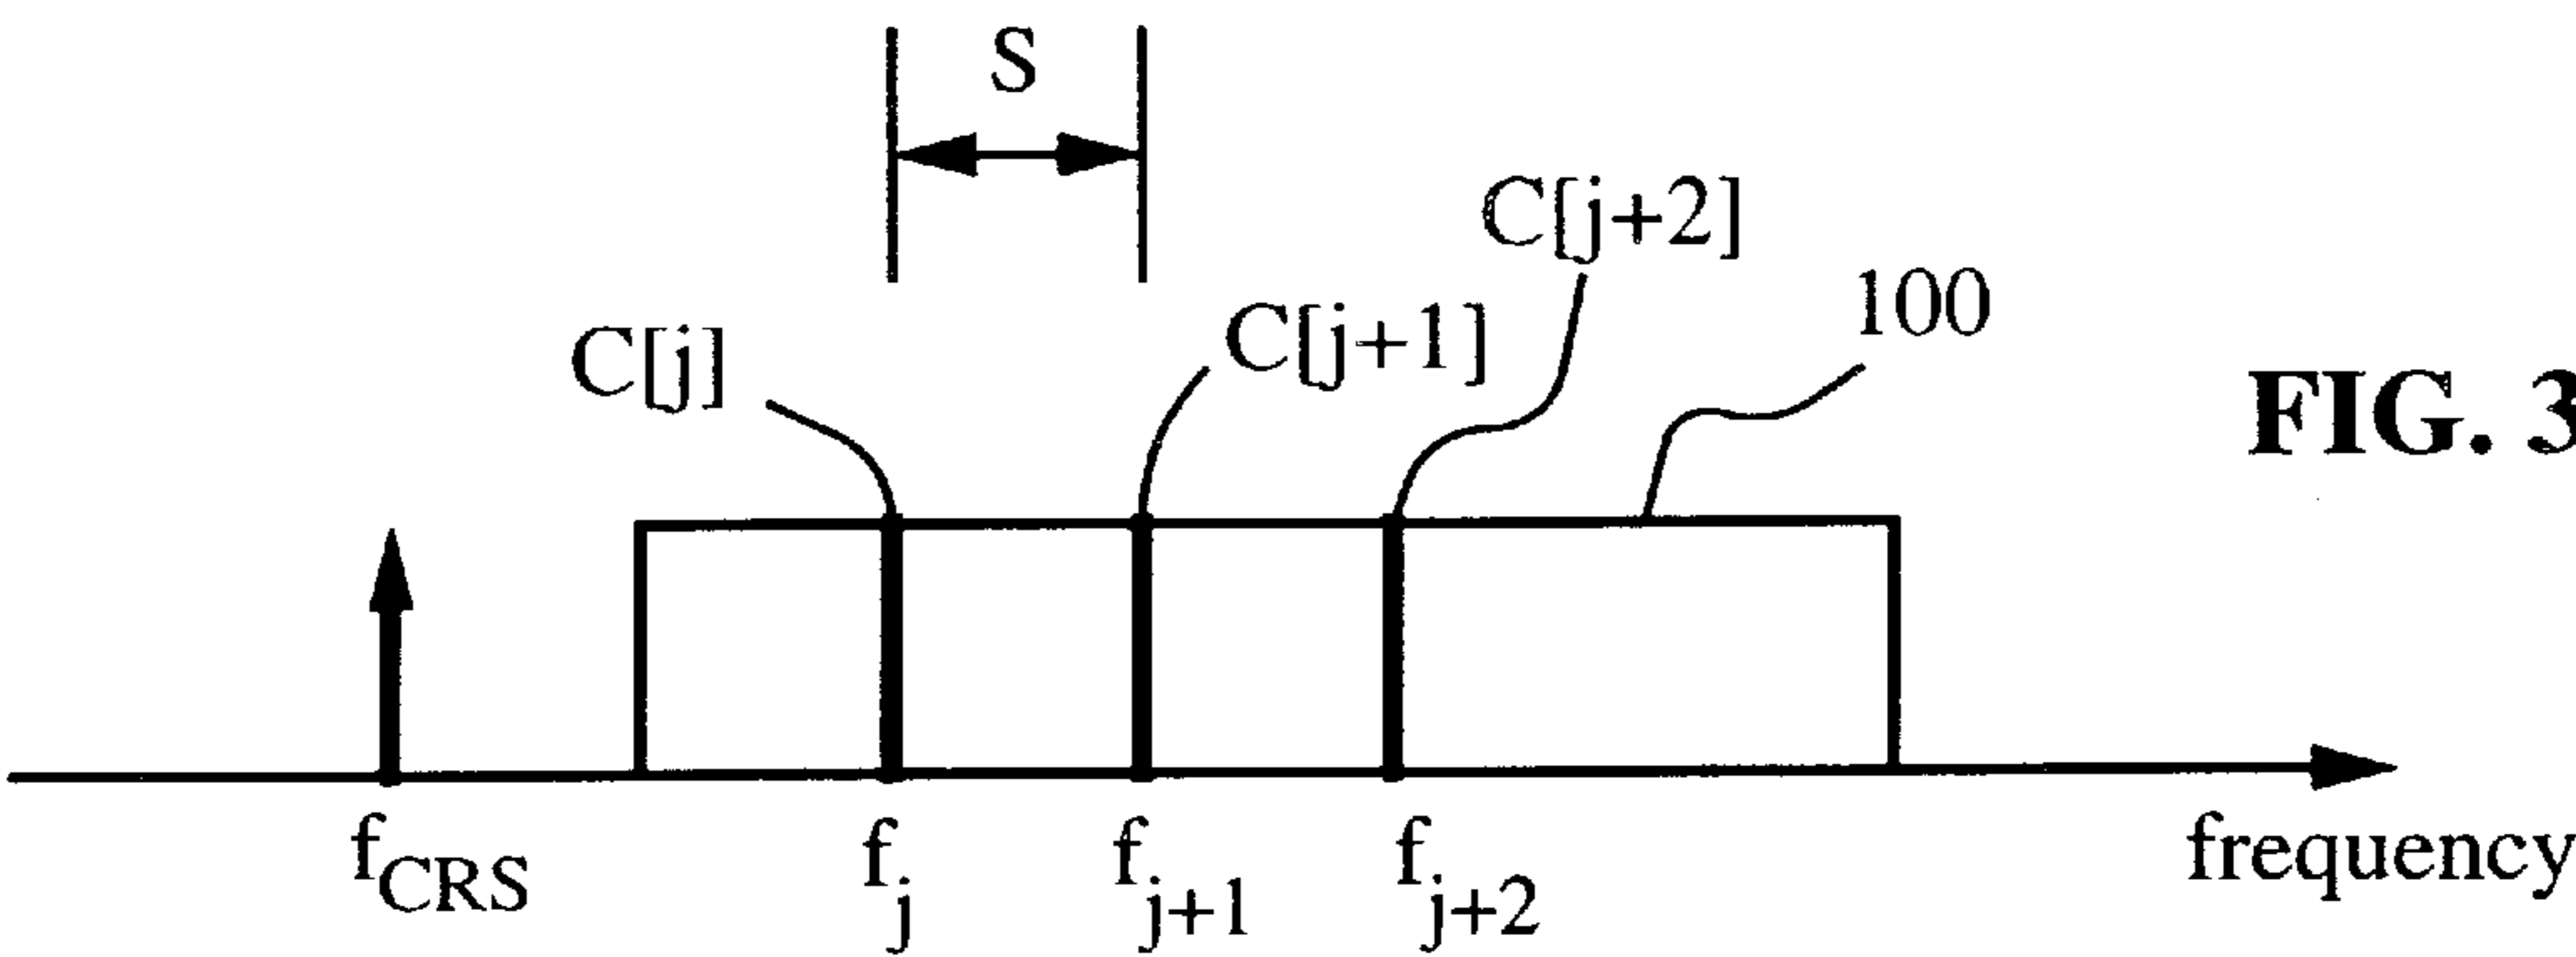 S
C[j+2]
100
C[j+1]
C[j]
FIG. 3
f_CRS
f_j
f_j+1
f_j+2
frequency